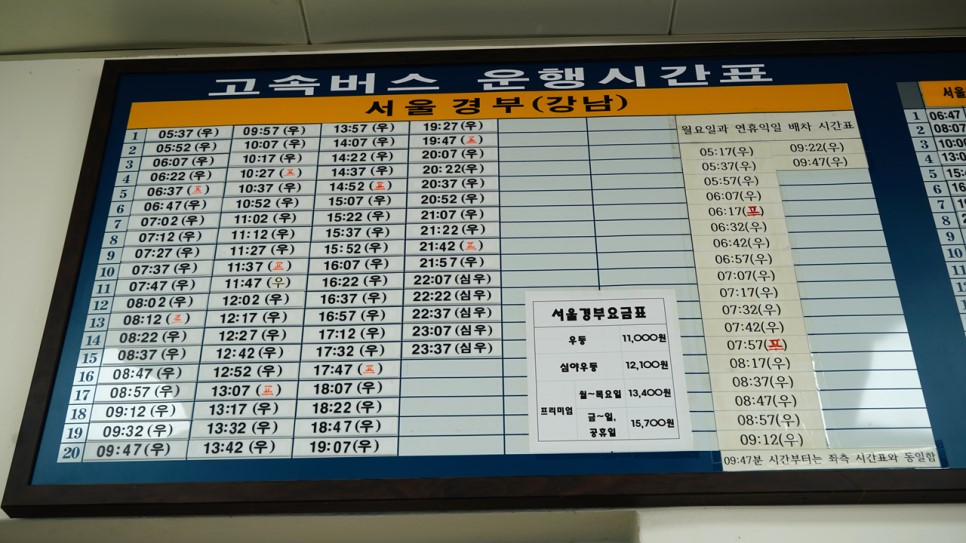 고속버스 운행시간표
서울경부(강남)
1 05:37(우) 09:57(우) 13:57(우) 19:27(우)
2 05:52(우) 10:07(우) 14:07(우) 19:47(프)
3 06:07(우) 10:17(우) 14:22(우) 20:07(우)
4 06:22(우) 10:27(프) 14:37(우) 20:22(우)
5 06:37(프) 10:37(우) 14:52(프) 20:37(우)
6 06:47(우) 10:52(우) 15:07(우) 20:52(우)
7 07:02(우) 11:02(우) 15:22(우) 21:07(우)
8 07:12(우) 11:12(우) 15:37(우) 21:22(우)
9 07:27(우) 11:27(우) 15:52(우) 21:42(프)
10 07:37(우) 11:37(프) 16:07(우) 21:57(우)
11 07:47(우) 11:47(우) 16:22(우) 22:07(심우)
12 08:02(우) 12:02(우) 16:37(우) 22:22(심우)
13 08:12(프) 12:17(우) 16:57(우) 22:37(심우)
14 08:22(우) 12:27(우) 17:12(우) 23:07(심우)
15 08:37(우) 12:42(우) 17:32(우) 23:37(심우)
16 08:47(우) 12:52(우) 17:47(프)
17 08:57(우) 13:07(프) 18:07(우)
18 09:12(우) 13:17(우) 18:22(우)
19 09:32(우) 13:32(우) 18:47(우)
20 09:47(우) 13:42(우) 19:07(우)
서울경부요금표
우등 11,000원
심야우등 12,100원
프리미엄 월~목요일 13,400원
금~일, 공휴일 15,700원
월요일과 연휴익일 배차 시간표
05:17(우) 09:22(우)
05:37(우) 09:47(우)
05:57(우)
06:07(우)
06:17(프)
06:32(우)
06:42(우)
06:57(우)
07:07(우)
07:17(우)
07:32(우)
07:42(우)
07:57(프)
08:17(우)
08:37(우)
08:47(우)
08:57(우)
09:12(우)
09:47분 시간부터는 좌측 시간표와 동일함
서울
1 06:47
2 08:07
3
4
5
6
7
8
9
10
11
12